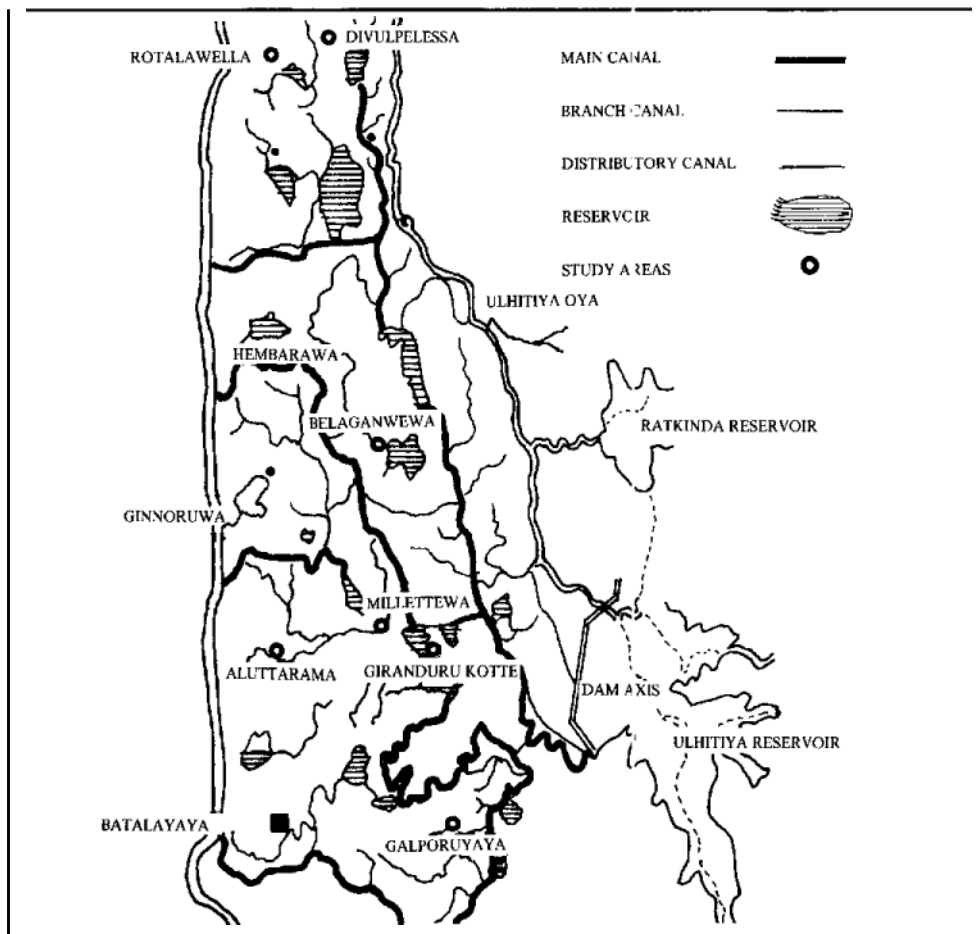 DIVULPELESSA
ROTALAWELLA
MAIN CANAL
BRANCH CANAL
DISTRIBUTORY CANAL
RESERVOIR
STUDY AREAS
ULHITIYA OYA
HEMBARAWA
BELAGANWEWA
RATKINDA RESERVOIR
GINNORUWA
MILLETTEWA
ALUTTARAMA
GIRANDURU KOTTE
DAM AXIS
ULHITIYA RESERVOIR
BATALAYAYA
GALPORUYAYA